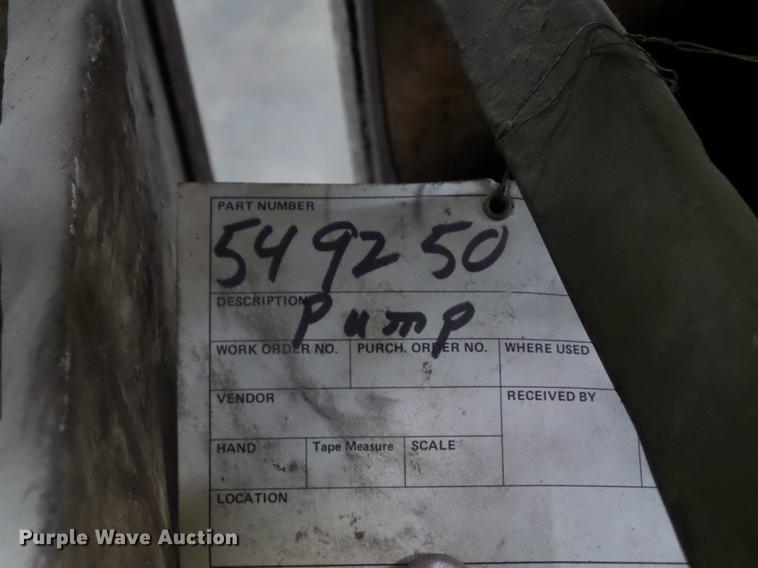 PART NUMBER
549250
DESCRIPTION
Pump
WORK ORDER NO. PURCH. ORDER NO. WHERE USED
VENDOR RECEIVED BY
HAND Tape Measure SCALE
LOCATION
Purple Wave Auction